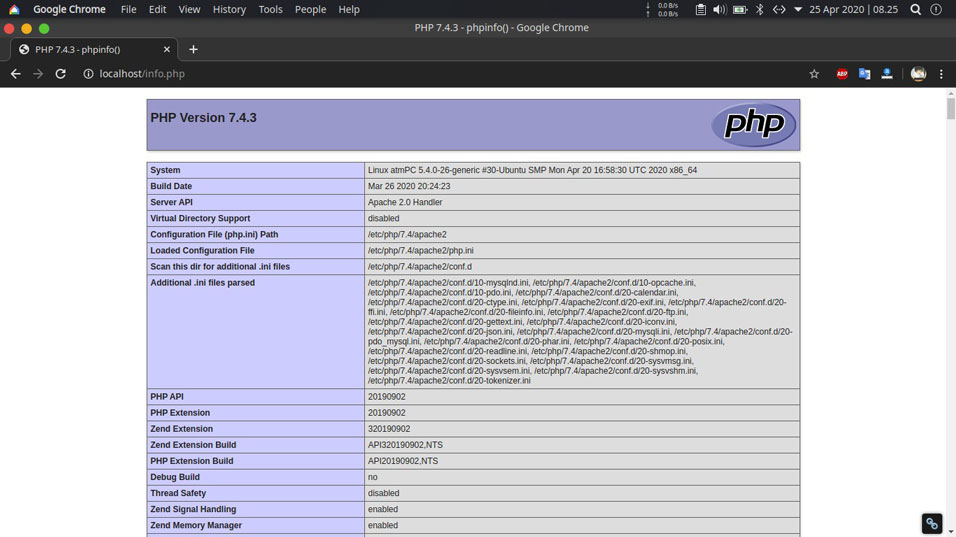 Google Chrome File Edit View History Tools People Help 0.0 B/s 0.0 B/s 25 Apr 2020 | 08.25
PHP 7.4.3 - phpinfo() - Google Chrome
PHP 7.4.3 - phpinfo()
localhost/info.php ABP
PHP Version 7.4.3 php
System Linux atmPC 5.4.0-26-generic #30-Ubuntu SMP Mon Apr 20 16:58:30 UTC 2020 x86_64
Build Date Mar 26 2020 20:24:23
Server API Apache 2.0 Handler
Virtual Directory Support disabled
Configuration File (php.ini) Path /etc/php/7.4/apache2
Loaded Configuration File /etc/php/7.4/apache2/php.ini
Scan this dir for additional .ini files /etc/php/7.4/apache2/conf.d
Additional .ini files parsed /etc/php/7.4/apache2/conf.d/10-mysqlnd.ini, /etc/php/7.4/apache2/conf.d/10-opcache.ini,
/etc/php/7.4/apache2/conf.d/10-pdo.ini, /etc/php/7.4/apache2/conf.d/20-calendar.ini,
/etc/php/7.4/apache2/conf.d/20-ctype.ini, /etc/php/7.4/apache2/conf.d/20-exif.ini, /etc/php/7.4/apache2/conf.d/20-
ffi.ini, /etc/php/7.4/apache2/conf.d/20-fileinfo.ini, /etc/php/7.4/apache2/conf.d/20-ftp.ini,
/etc/php/7.4/apache2/conf.d/20-gettext.ini, /etc/php/7.4/apache2/conf.d/20-iconv.ini,
/etc/php/7.4/apache2/conf.d/20-json.ini, /etc/php/7.4/apache2/conf.d/20-mysqli.ini, /etc/php/7.4/apache2/conf.d/20-
pdo_mysql.ini, /etc/php/7.4/apache2/conf.d/20-phar.ini, /etc/php/7.4/apache2/conf.d/20-posix.ini,
/etc/php/7.4/apache2/conf.d/20-readline.ini, /etc/php/7.4/apache2/conf.d/20-shmop.ini,
/etc/php/7.4/apache2/conf.d/20-sockets.ini, /etc/php/7.4/apache2/conf.d/20-sysvmsg.ini,
/etc/php/7.4/apache2/conf.d/20-sysvsem.ini, /etc/php/7.4/apache2/conf.d/20-sysvshm.ini,
/etc/php/7.4/apache2/conf.d/20-tokenizer.ini
PHP API 20190902
PHP Extension 20190902
Zend Extension 320190902
Zend Extension Build API320190902,NTS
PHP Extension Build API20190902,NTS
Debug Build no
Thread Safety disabled
Zend Signal Handling enabled
Zend Memory Manager enabled